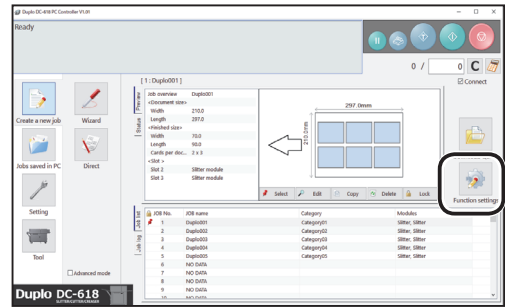 Duplo DC-618 PC Controller V1.01
Ready
0 / 0 C
Connect
Create a new job
Wizard
Jobs saved in PC
Direct
Setting
Tool
Advanced mode
Duplo DC-618
SLITTER/CUTTER/CREASER
[1 : Duplo001 ]
Preview
Status
Job overview Duplo001
<Document size>
Width 210.0
Length 297.0
<Finished size>
Width 70.0
Length 90.0
Cards per doc... 2 x 3
<Slot >
Slot 2 Slitter module
Slot 3 Slitter module
297.0mm
210.0mm
Select Edit Copy Delete Lock
Function settings
Job list
Job log
JOB No. JOB name Category Modules
1 Duplo001 Category01 Slitter, Slitter
2 Duplo002 Category02 Slitter, Slitter
3 Duplo003 Category03 Slitter, Slitter
4 Duplo004 Category04 Slitter, Slitter
5 Duplo005 Category05 Slitter, Slitter
6 NO DATA
7 NO DATA
8 NO DATA
9 NO DATA
10 NO DATA